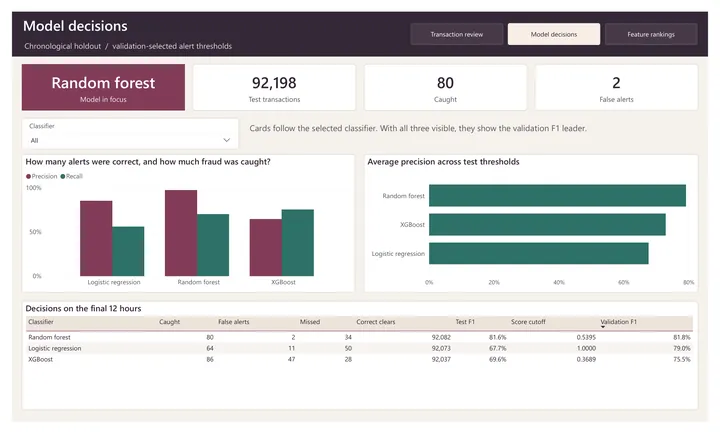 Model decisions
Chronological holdout / validation-selected alert thresholds
Transaction review
Model decisions
Feature rankings
Random forest
Model in focus
92,198
Test transactions
80
Caught
2
False alerts
Classifier
All
Cards follow the selected classifier. With all three visible, they show the validation F1 leader.
How many alerts were correct, and how much fraud was caught?
Precision Recall
100%
50%
0%
Logistic regression Random forest XGBoost
Average precision across test thresholds
Random forest
XGBoost
Logistic regression
0% 20% 40% 60% 80%
Decisions on the final 12 hours
Classifier Caught False alerts Missed Correct clears Test F1 Score cutoff Validation F1
Random forest 80 2 34 92,082 81.6% 0.5395 81.8%
Logistic regression 64 11 50 92,073 67.7% 1.0000 79.0%
XGBoost 86 47 28 92,037 69.6% 0.3689 75.5%